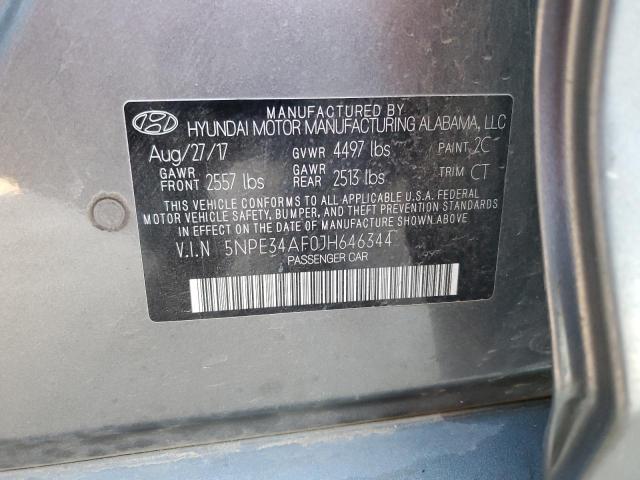 MANUFACTURED BY
HYUNDAI MOTOR MANUFACTURING ALABAMA, LLC
Aug/27/17 GVWR 4497 lbs PAINT 2C
GAWR FRONT 2557 lbs GAWR REAR 2513 lbs TRIM CT
THIS VEHICLE CONFORMS TO ALL APPLICABLE U.S.A. FEDERAL
MOTOR VEHICLE SAFETY, BUMPER, AND THEFT PREVENTION STANDARDS
IN EFFECT ON THE DATE OF MANUFACTURE SHOWN ABOVE.
V.I.N 5NPE34AF0JH646344
PASSENGER CAR